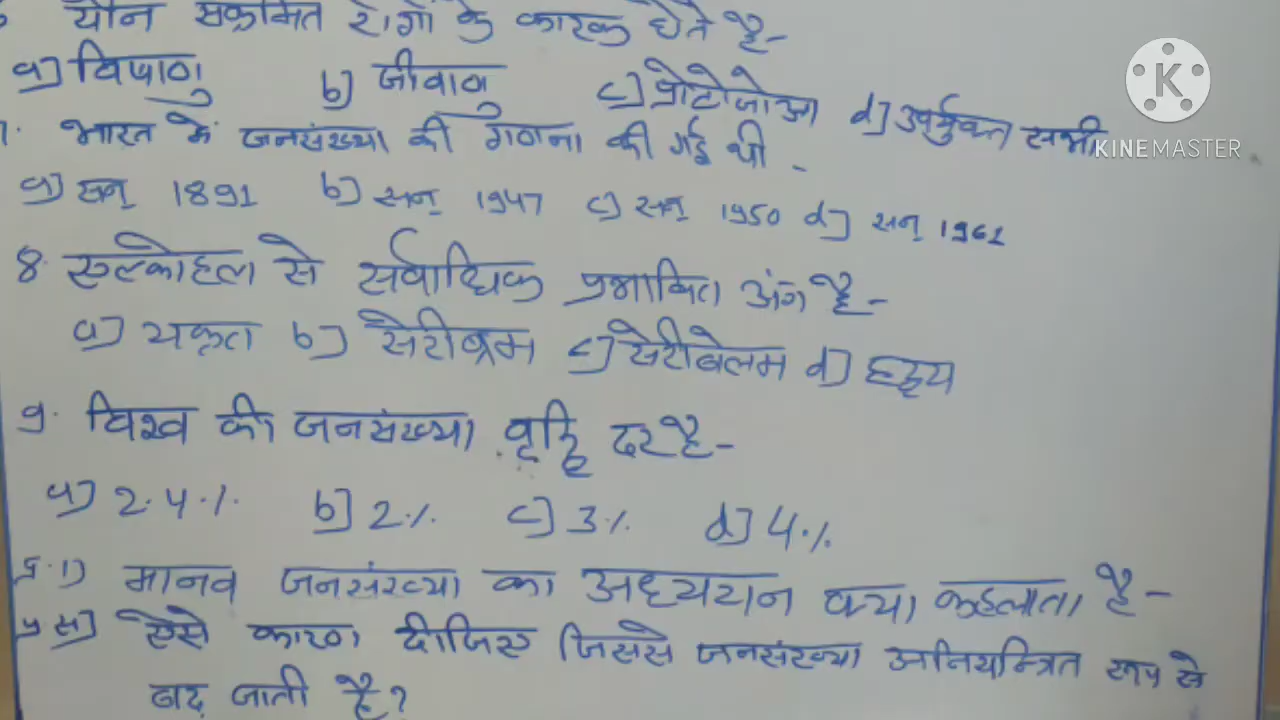 यौन संक्रमित रोगों के कारक होते है-
a) विषाणु b) जीवाणु c) प्रोटोजोआ d) उपर्युक्त सभी
7. भारत में जनसंख्या की गणना की गई थी -
a) सन् 1891 b) सन् 1947 c) सन् 1950 d) सन् 1961
8. एल्कोहल से सर्वाधिक प्रभावित अंग है-
a) यकृत b) सेरीब्रम c) सेरीबेलम d) हृदय
9. विश्व की जनसंख्या वृद्धि दर है-
a) 2.4% b) 2% c) 3% d) 4%
प्र.1) मानव जनसंख्या का अध्ययन क्या कहलाता है-
ऐसे कारण दीजिए जिससे जनसंख्या अनियन्त्रित रूप से
बढ़ जाती है?
K
KINEMASTER